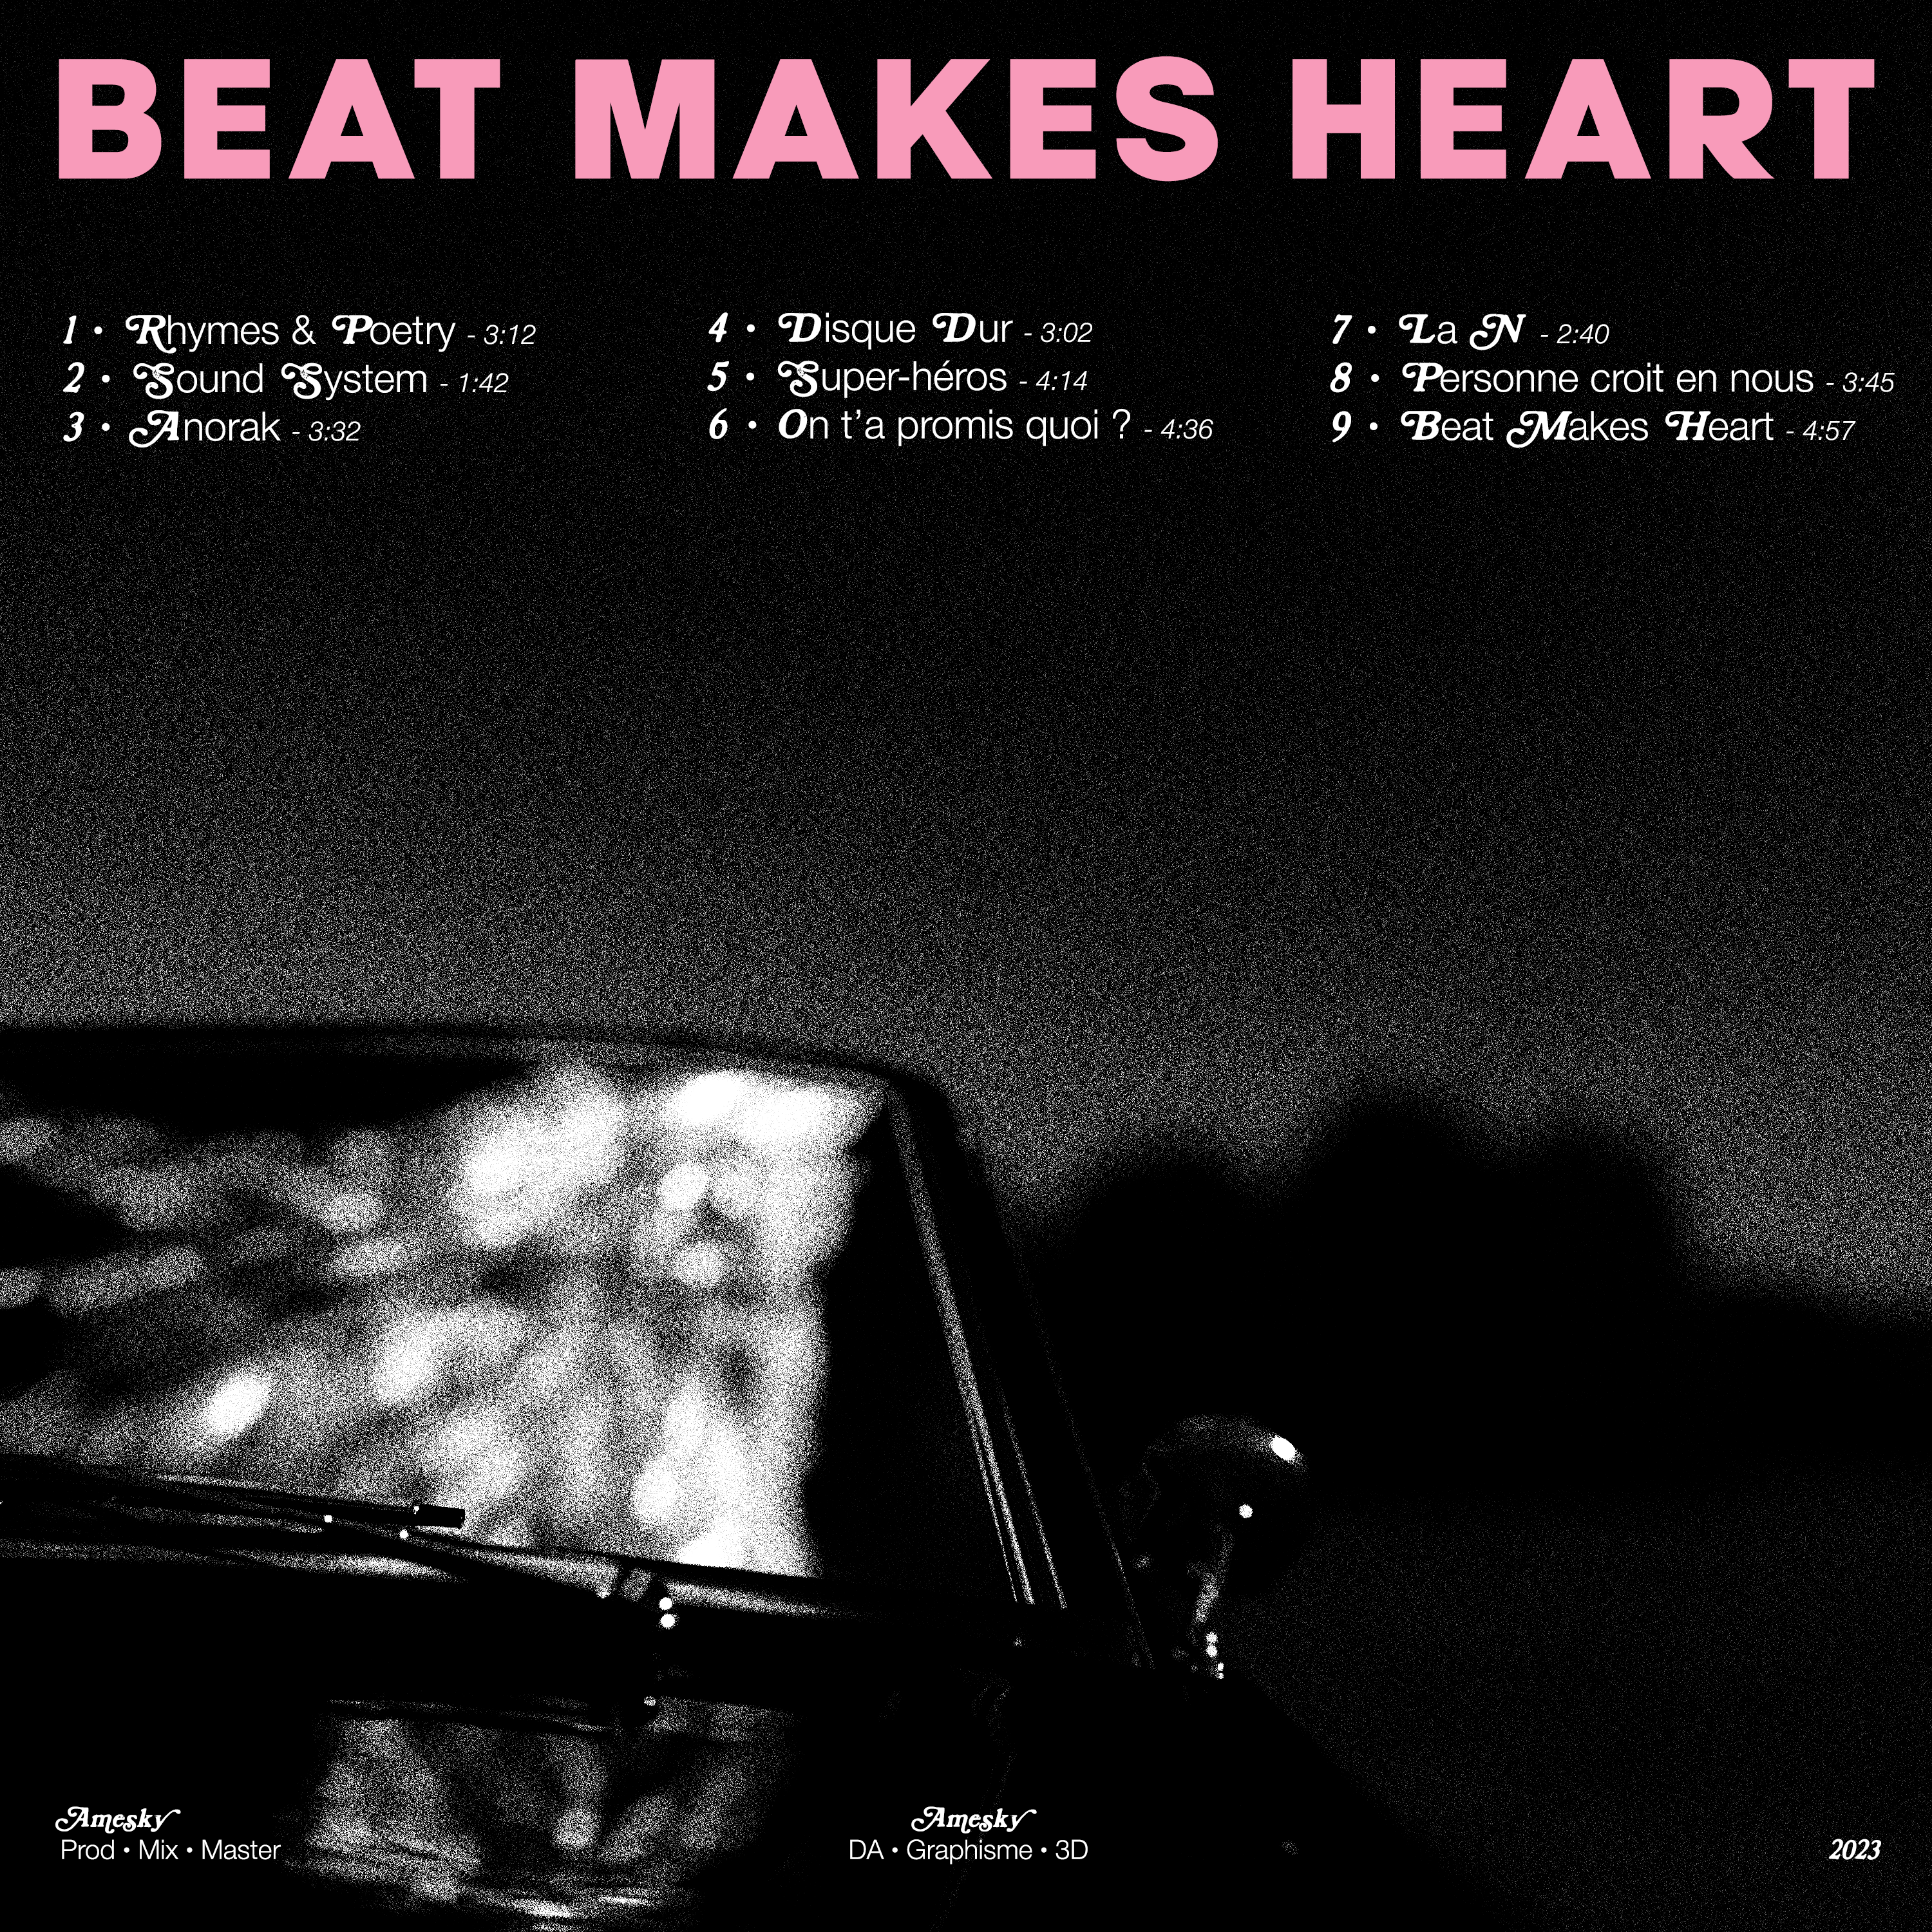 BEAT MAKES HEART
1 • Rhymes & Poetry - 3:12
2 • Sound System - 1:42
3 • Anorak - 3:32
4 • Disque Dur - 3:02
5 • Super-héros - 4:14
6 • On t’a promis quoi ? - 4:36
7 • La N - 2:40
8 • Personne croit en nous - 3:45
9 • Beat Makes Heart - 4:57
Amesky
Prod • Mix • Master
Amesky
DA • Graphisme • 3D
2023